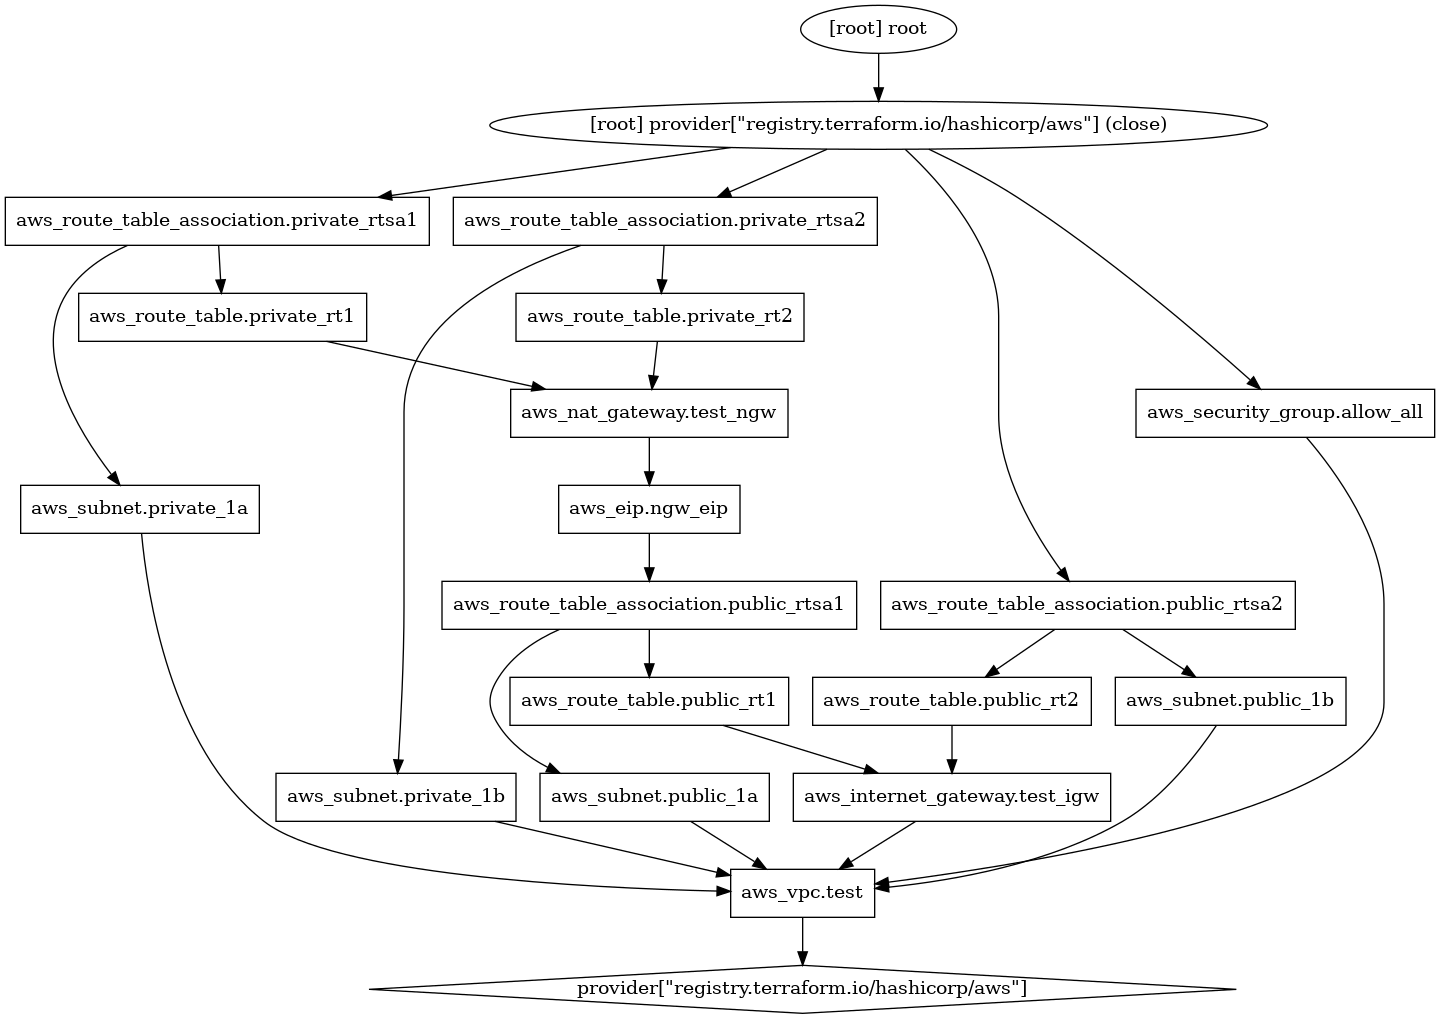 [root] root
[root] provider["registry.terraform.io/hashicorp/aws"] (close)
aws_route_table_association.private_rtsa1
aws_route_table_association.private_rtsa2
aws_route_table.private_rt1
aws_route_table.private_rt2
aws_nat_gateway.test_ngw
aws_security_group.allow_all
aws_subnet.private_1a
aws_eip.ngw_eip
aws_route_table_association.public_rtsa1
aws_route_table_association.public_rtsa2
aws_route_table.public_rt1
aws_route_table.public_rt2
aws_subnet.public_1b
aws_subnet.private_1b
aws_subnet.public_1a
aws_internet_gateway.test_igw
aws_vpc.test
provider["registry.terraform.io/hashicorp/aws"]